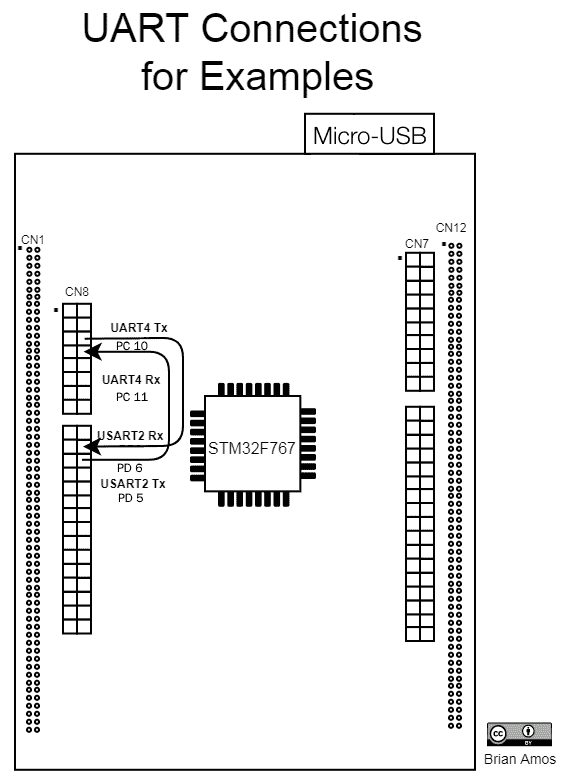 UART Connections
for Examples
Micro-USB
CN1
CN12
CN7
CN8
UART4 Tx
PC 10
UART4 Rx
PC 11
USART2 Rx
PD 6
USART2 Tx
PD 5
STM32F767
cc
BY
Brian Amos